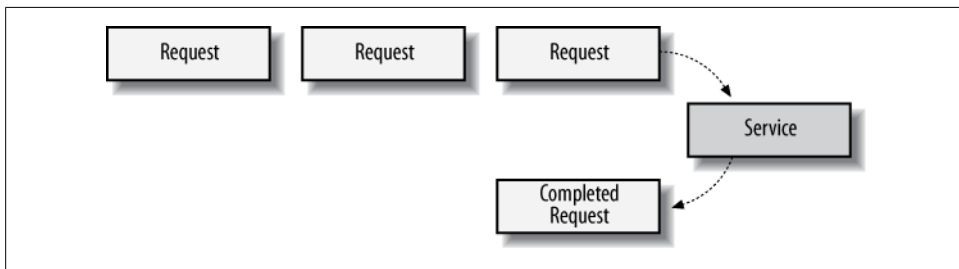 Request
Request
Request
Service
Completed
Request